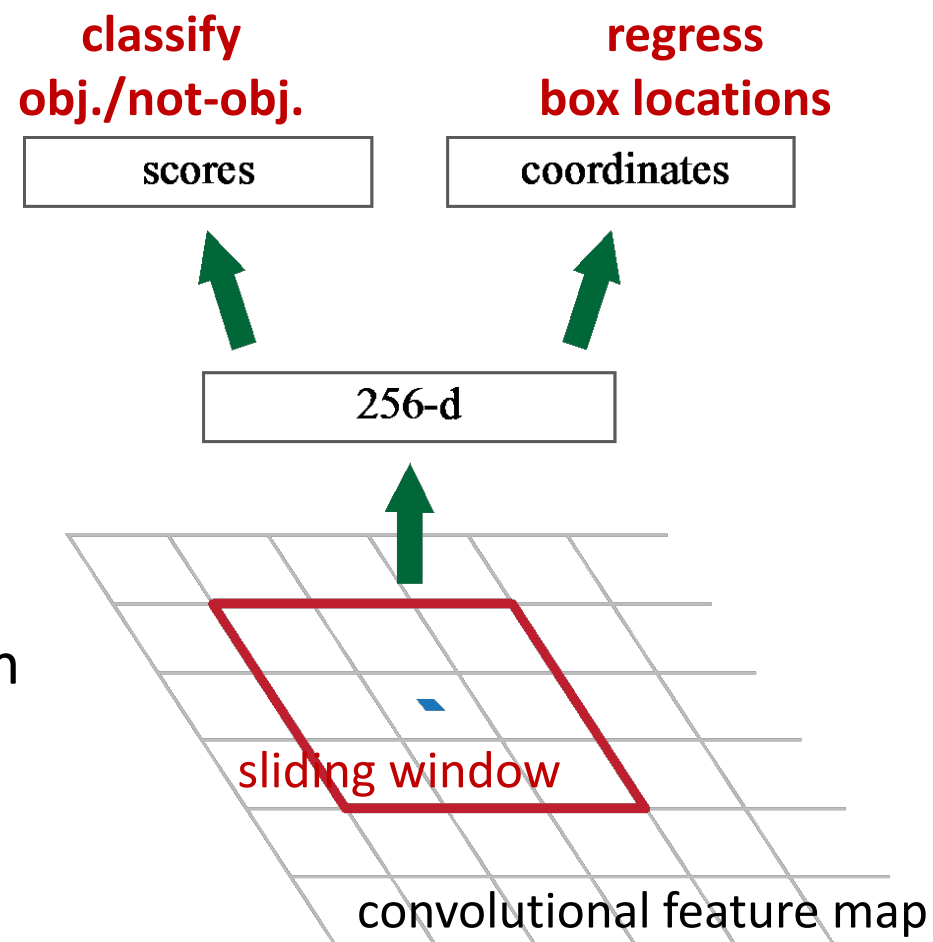 classify
obj./not-obj.
regress
box locations
scores
coordinates
256-d
n
sliding window
convolutional feature map